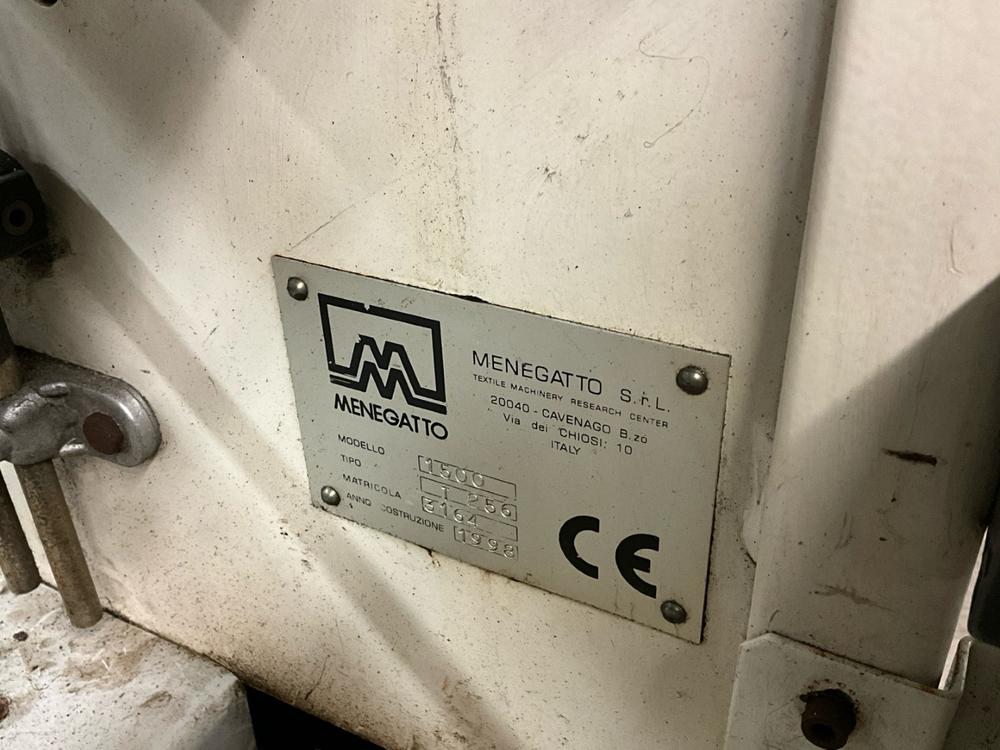 MENEGATTO
MENEGATTO S.r.L.
TEXTILE MACHINERY RESEARCH CENTER
20040 - CAVENAGO B.zo
Via dei CHIOSI, 10
ITALY
MODELLO 1500
TIPO T 256
MATRICOLA 3164
ANNO COSTRUZIONE 1998
CE